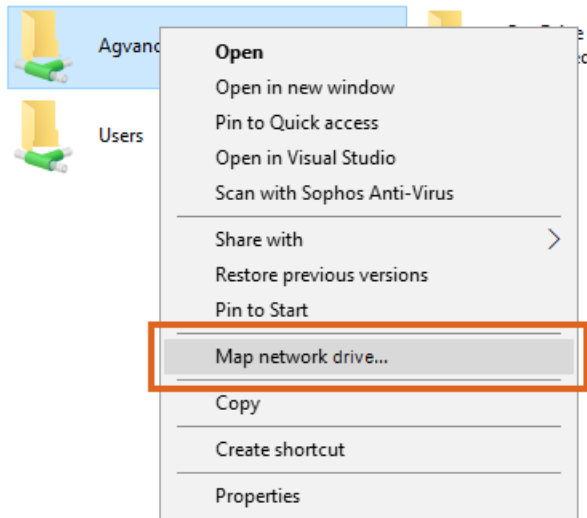 Agvanc
Open
Open in new window
Pin to Quick access
Users
Open in Visual Studio
Scan with Sophos Anti-Virus
Share with
Restore previous versions
Pin to Start
Map network drive...
Copy
Create shortcut
Properties